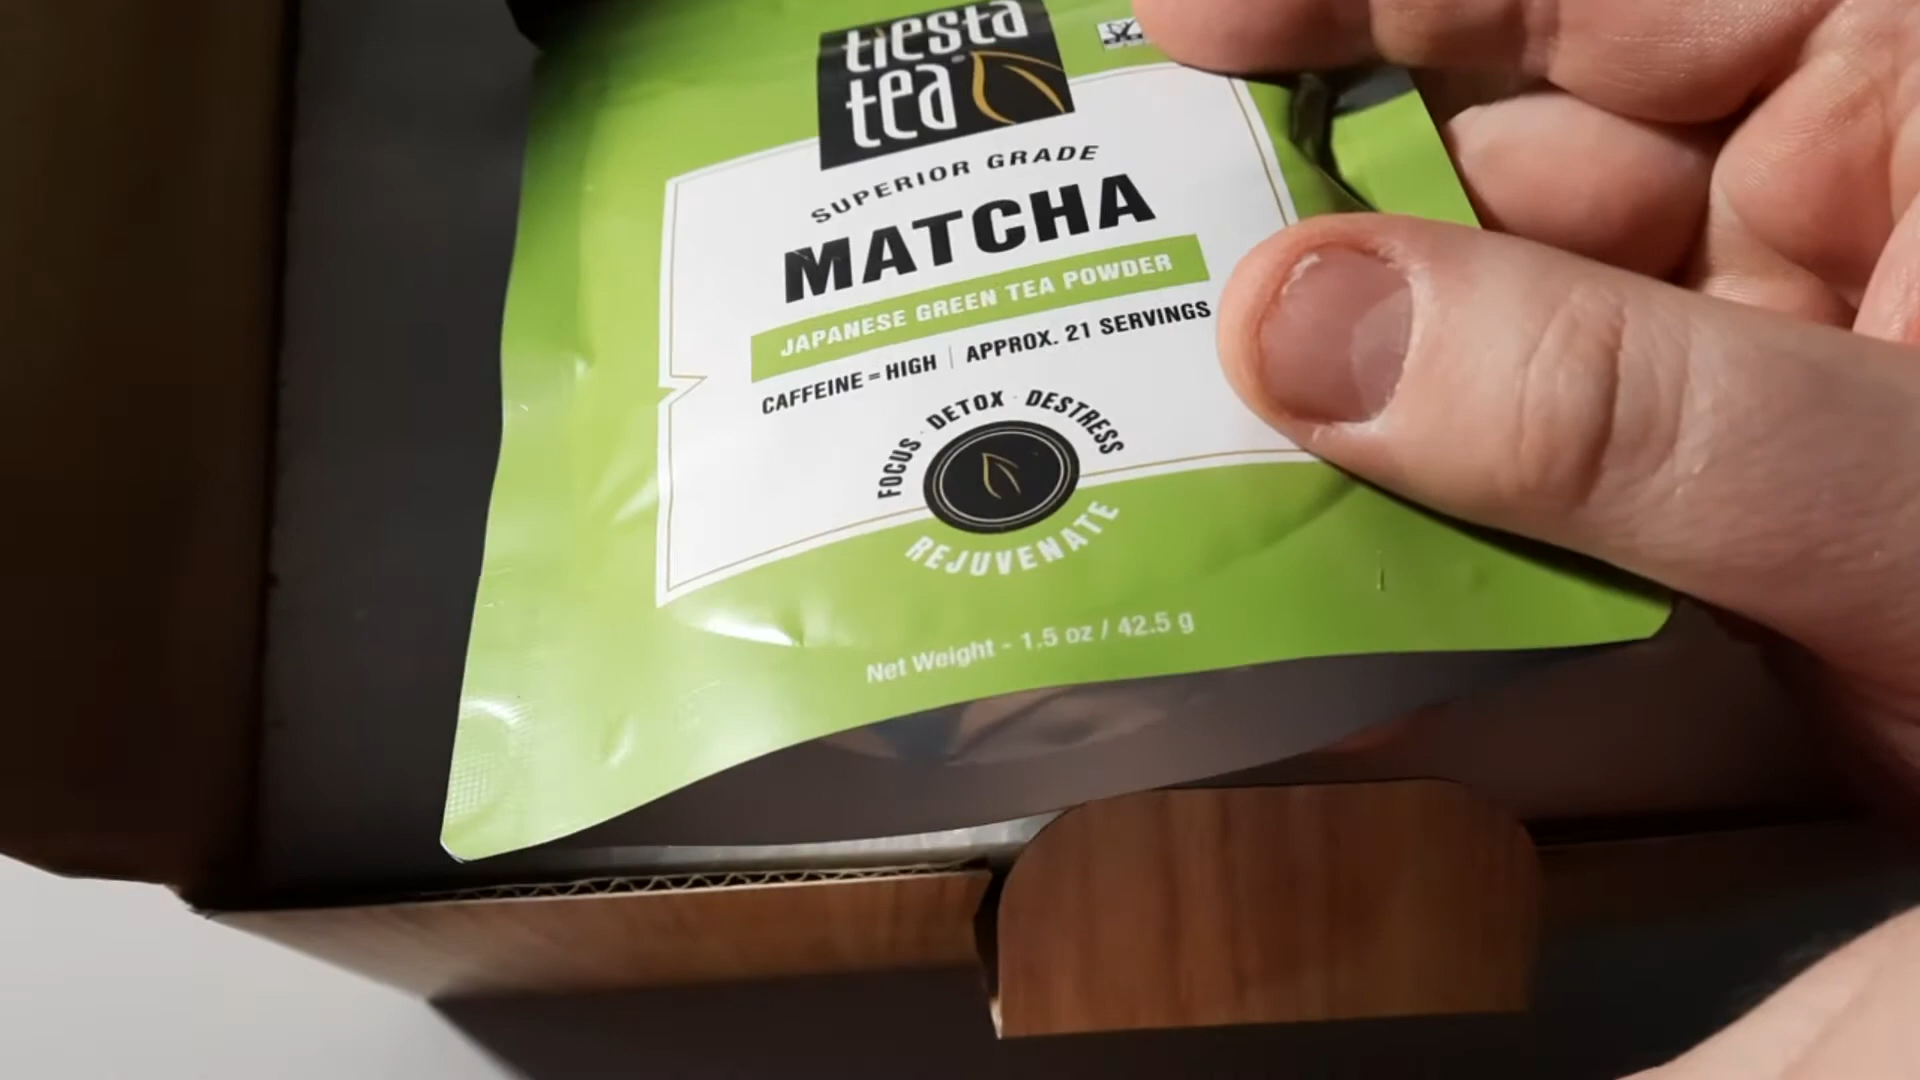 tiesta
tea®
SUPERIOR GRADE
MATCHA
JAPANESE GREEN TEA POWDER
CAFFEINE = HIGH | APPROX. 21 SERVINGS
FOCUS · DETOX · DESTRESS
REJUVENATE
Net Weight - 1.5 oz / 42.5 g